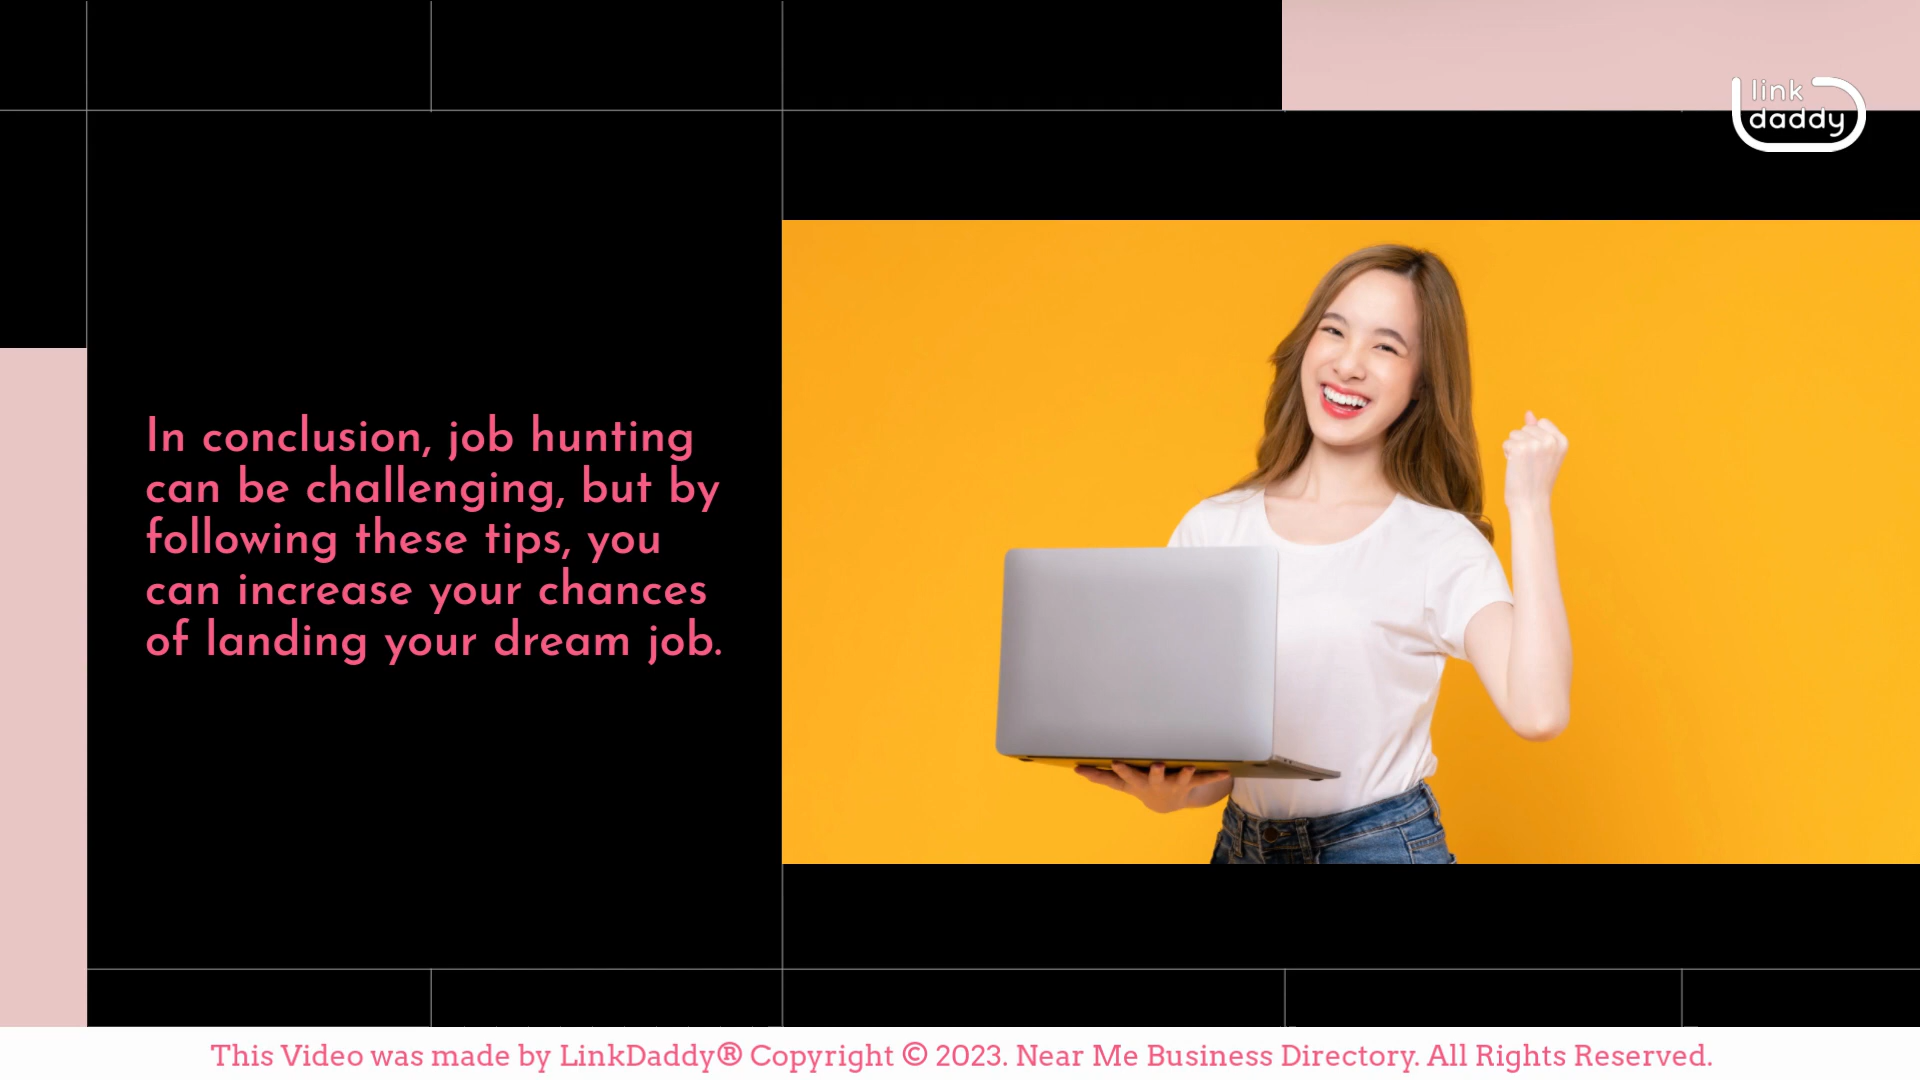 link
daddy
In conclusion, job hunting
can be challenging, but by
following these tips, you
can increase your chances
of landing your dream job.
This Video was made by LinkDaddy® Copyright © 2023. Near Me Business Directory. All Rights Reserved.